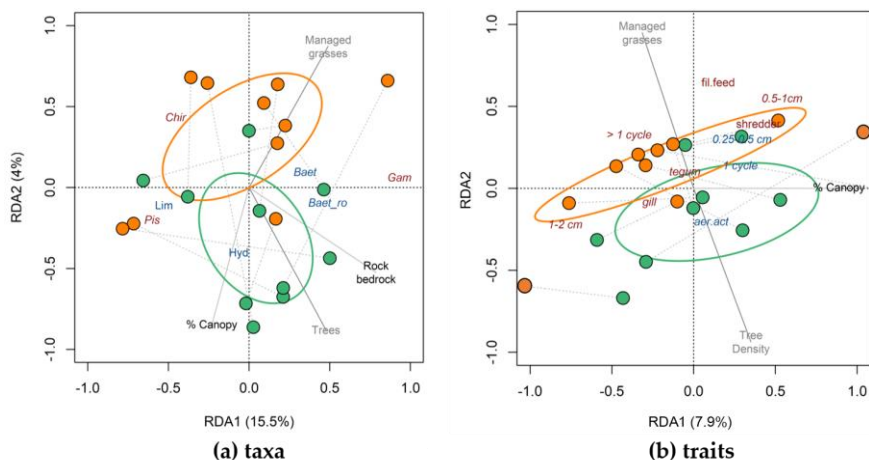 (a)
Managed
grasses
Chir
Baet
Gam
Baet_ro
Lim
Pis
Hyd
Rock
bedrock
% Canopy
Trees
RDA2 (4%)
1.0
0.5
0.0
-0.5
-1.0
-1.0
-0.5
0.0
0.5
1.0
RDA1 (15.5%)
(a) taxa
(b)
Managed
grasses
fil.feed
0.5-1cm
shredder
> 1 cycle
0.25-0.5 cm
tegum
1 cycle
% Canopy
gill
1-2 cm
aer.act
Tree
Density
RDA2
1.0
0.5
0.0
-0.5
-1.0
-1.0
-0.5
0.0
0.5
1.0
RDA1 (7.9%)
(b) traits